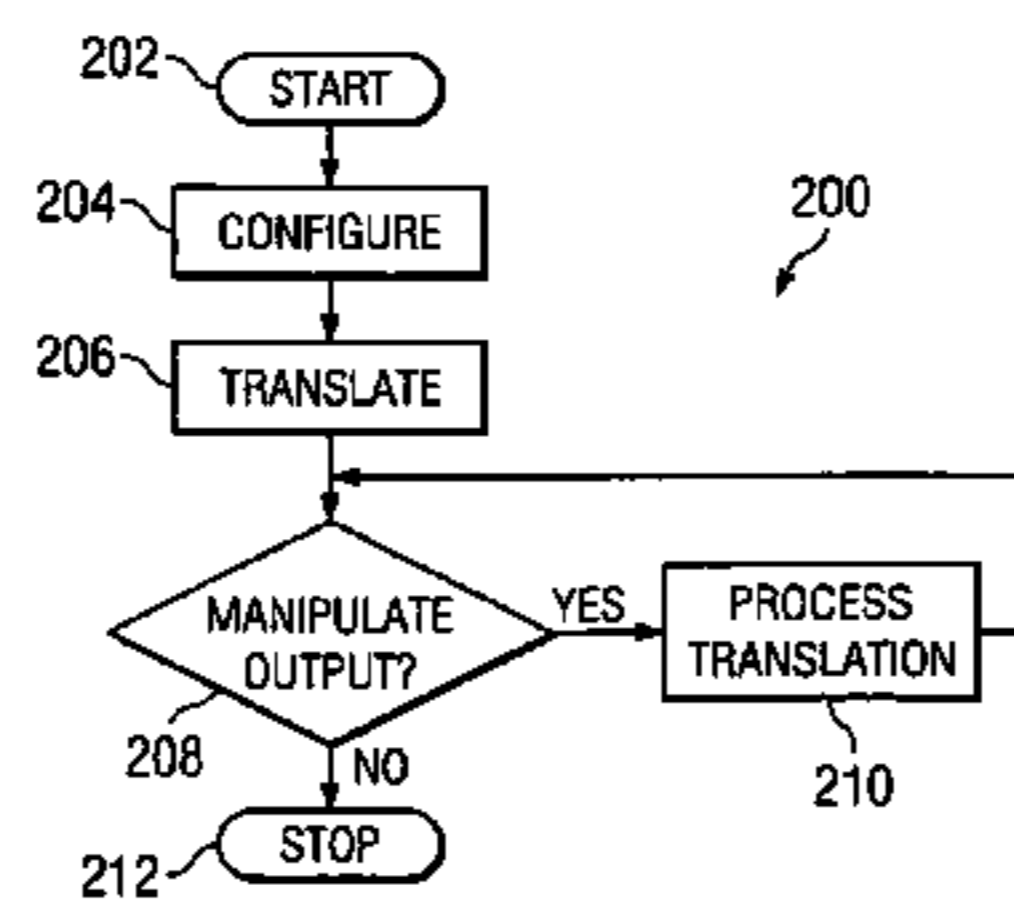 202
START
204
CONFIGURE
200
206
TRANSLATE
MANIPULATE
OUTPUT?
YES
PROCESS
TRANSLATION
208
NO
210
STOP
212